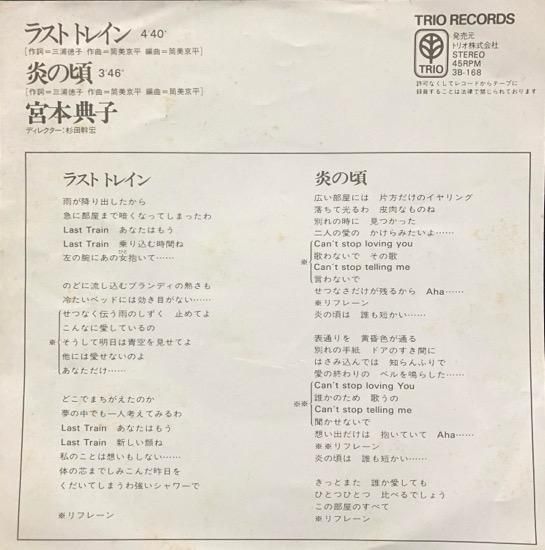 ラスト トレイン 4'40"
[作詞＝三浦徳子 作曲＝筒美京平 編曲＝筒美京平]
炎の頃 3'46"
[作詞＝三浦徳子 作曲＝筒美京平 編曲＝筒美京平]
宮本典子
ディレクター：杉田幹宏
TRIO RECORDS
TRIO
発売元
トリオ株式会社
STEREO
45RPM
3B-168
許可なくしてレコードからテープに
録音することは法律で禁じられております
ラスト トレイン
雨が降り出したから
急に部屋まで暗くなってしまったわ
Last Train あなたはもう
Last Train 乗り込む時間ね
左の腕にあの女抱いて……
ひと
のどに流し込むブランディの熱さも
冷たいベッドには効き目がない……
せつなく伝う雨のしずく 止めてよ
こんなに愛しているの
※そうして明日は青空を見せてよ
他には愛せないのよ
あなただけ……
どこでまちがえたのか
夢の中でも一人考えてみるわ
Last Train あなたはもう
Last Train 新しい顔ね
私のことは想いもしない……
体の芯までしみこんだ昨日を
くだいてしまうわ強いシャワーで
※リフレーン
炎の頃
広い部屋には 片方だけのイヤリング
落ちて光るわ 皮肉なものね
別れの時に 見つかった
二人の愛の かけらみたいよ……
Can't stop loving you
※歌わないで その歌
Can't stop telling me
言わないで
せつなさだけが残るから Aha……
※リフレーン
炎の頃は 誰も短かい……
表通りを 黄昏色が通る
別れの手紙 ドアのすき間に
はさみ込んでは 知らんふりで
愛の終わりの ベルを鳴らした……
Can't stop loving You
誰かのため 歌うの
※※Can't stop telling me
聞かせないで
想い出だけは 抱いていて Aha……
※※リフレーン
炎の頃は 誰も短かい……
きっとまた 誰か愛しても
ひとつひとつ 比べるでしょう
この部屋のすべて
※リフレーン